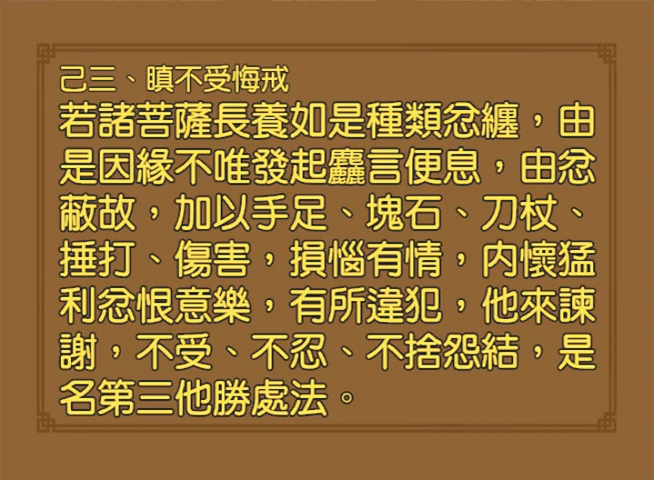 己三、瞋不受悔戒
若諸菩薩長養如是種類忿纏，由
是因緣不唯發起麤言便息，由忿
蔽故，加以手足、塊石、刀杖、
捶打、傷害，損惱有情，內懷猛
利忿恨意樂，有所違犯，他來諫
謝，不受、不忍、不捨怨結，是
名第三他勝處法。